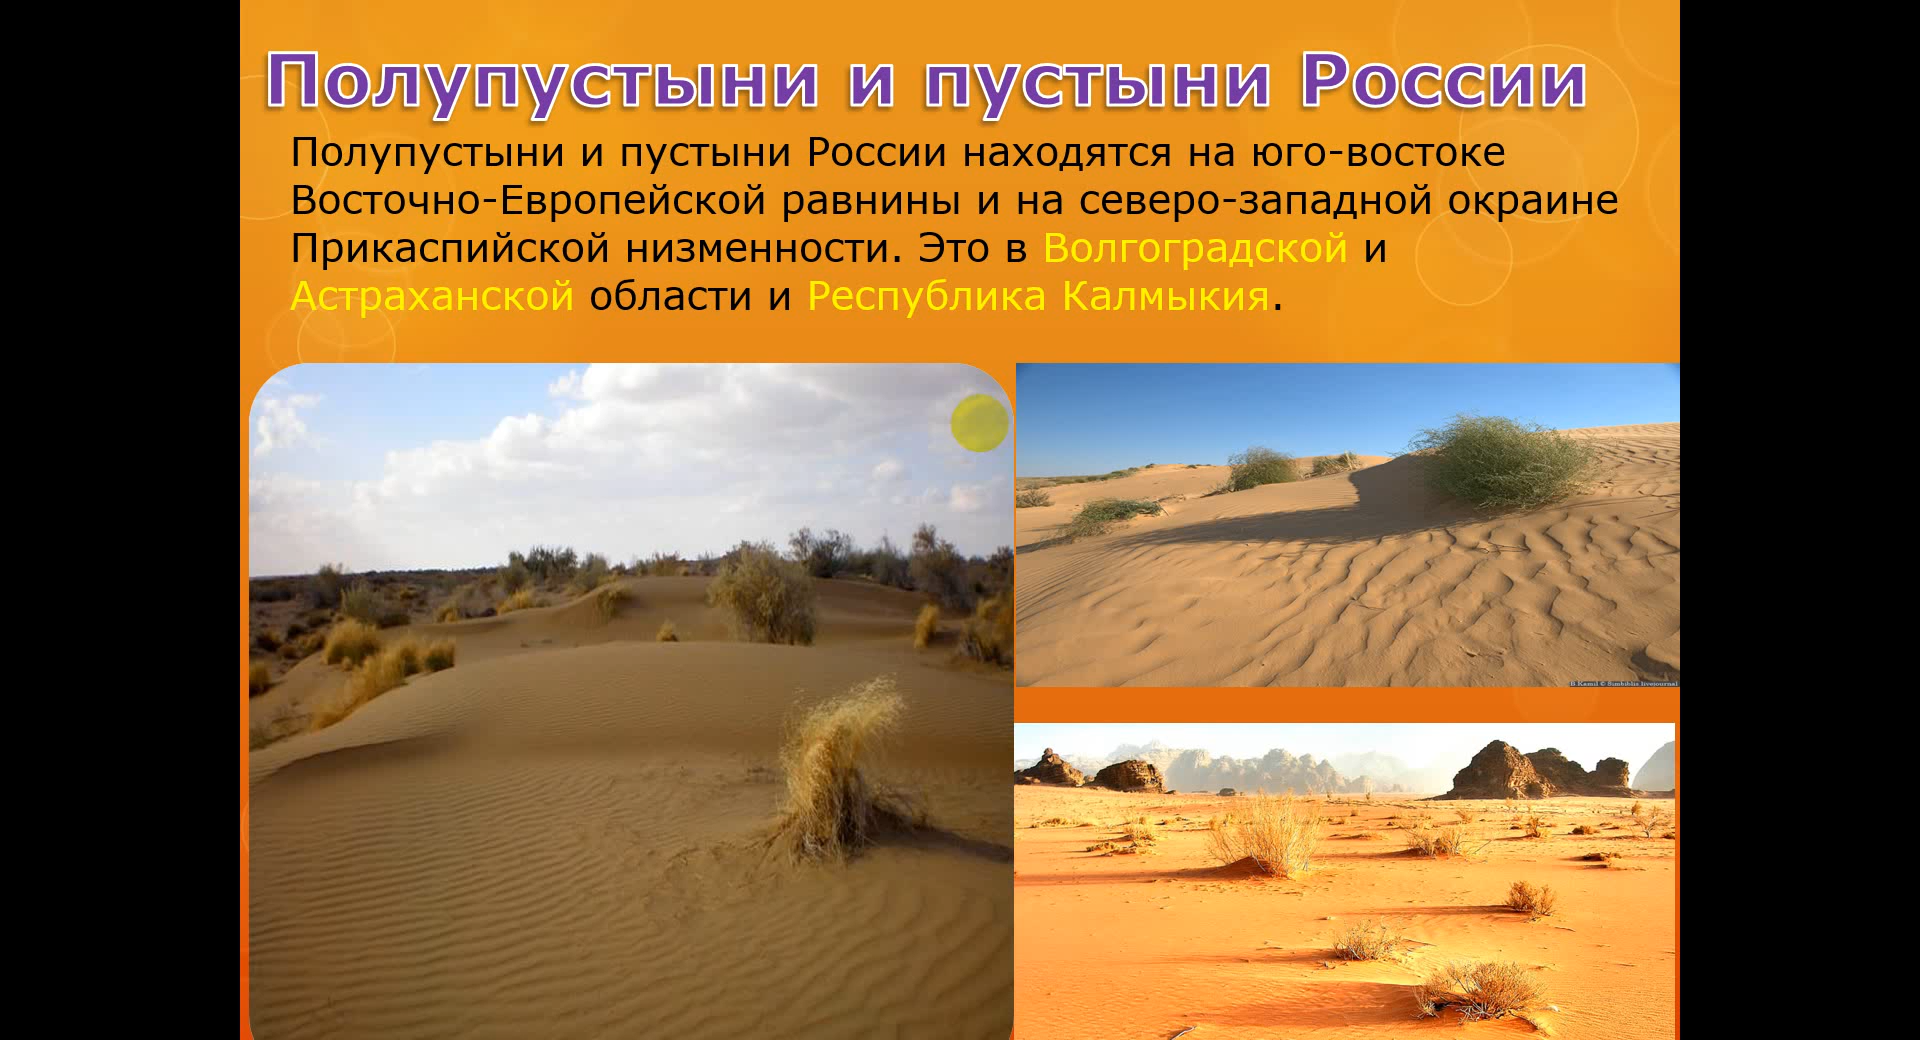 Полупустыни и пустыни России
Полупустыни и пустыни России находятся на юго-востоке
Восточно-Европейской равнины и на северо-западной окраине
Прикаспийской низменности. Это в Волгоградской и
Астраханской области и Республика Калмыкия.